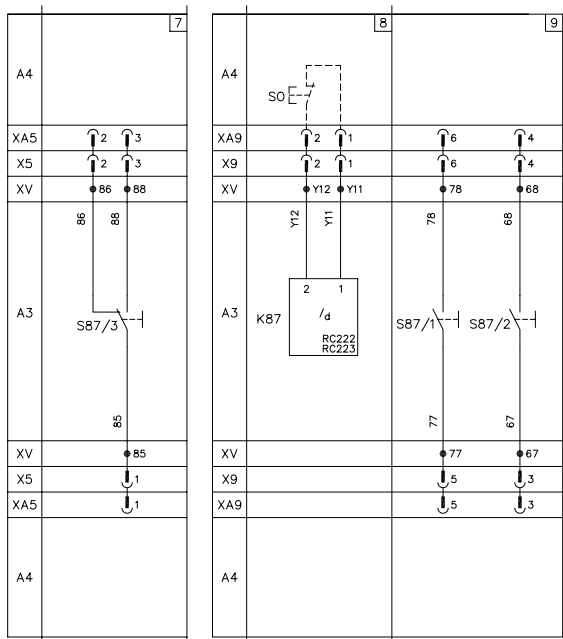 7
8
9
A4
A4
S0
XA5 2 3
XA9 2 1 6 4
X5 2 3
X9 2 1 6 4
XV 86 88
XV Y12 Y11 78 68
86 88
Y12 Y11 78 68
A3 S87/3
A3 K87
2 1
/d
RC222
RC223
S87/1 S87/2
85
77 67
XV 85
XV 77 67
X5 1
X9 5 3
XA5 1
XA9 5 3
A4
A4